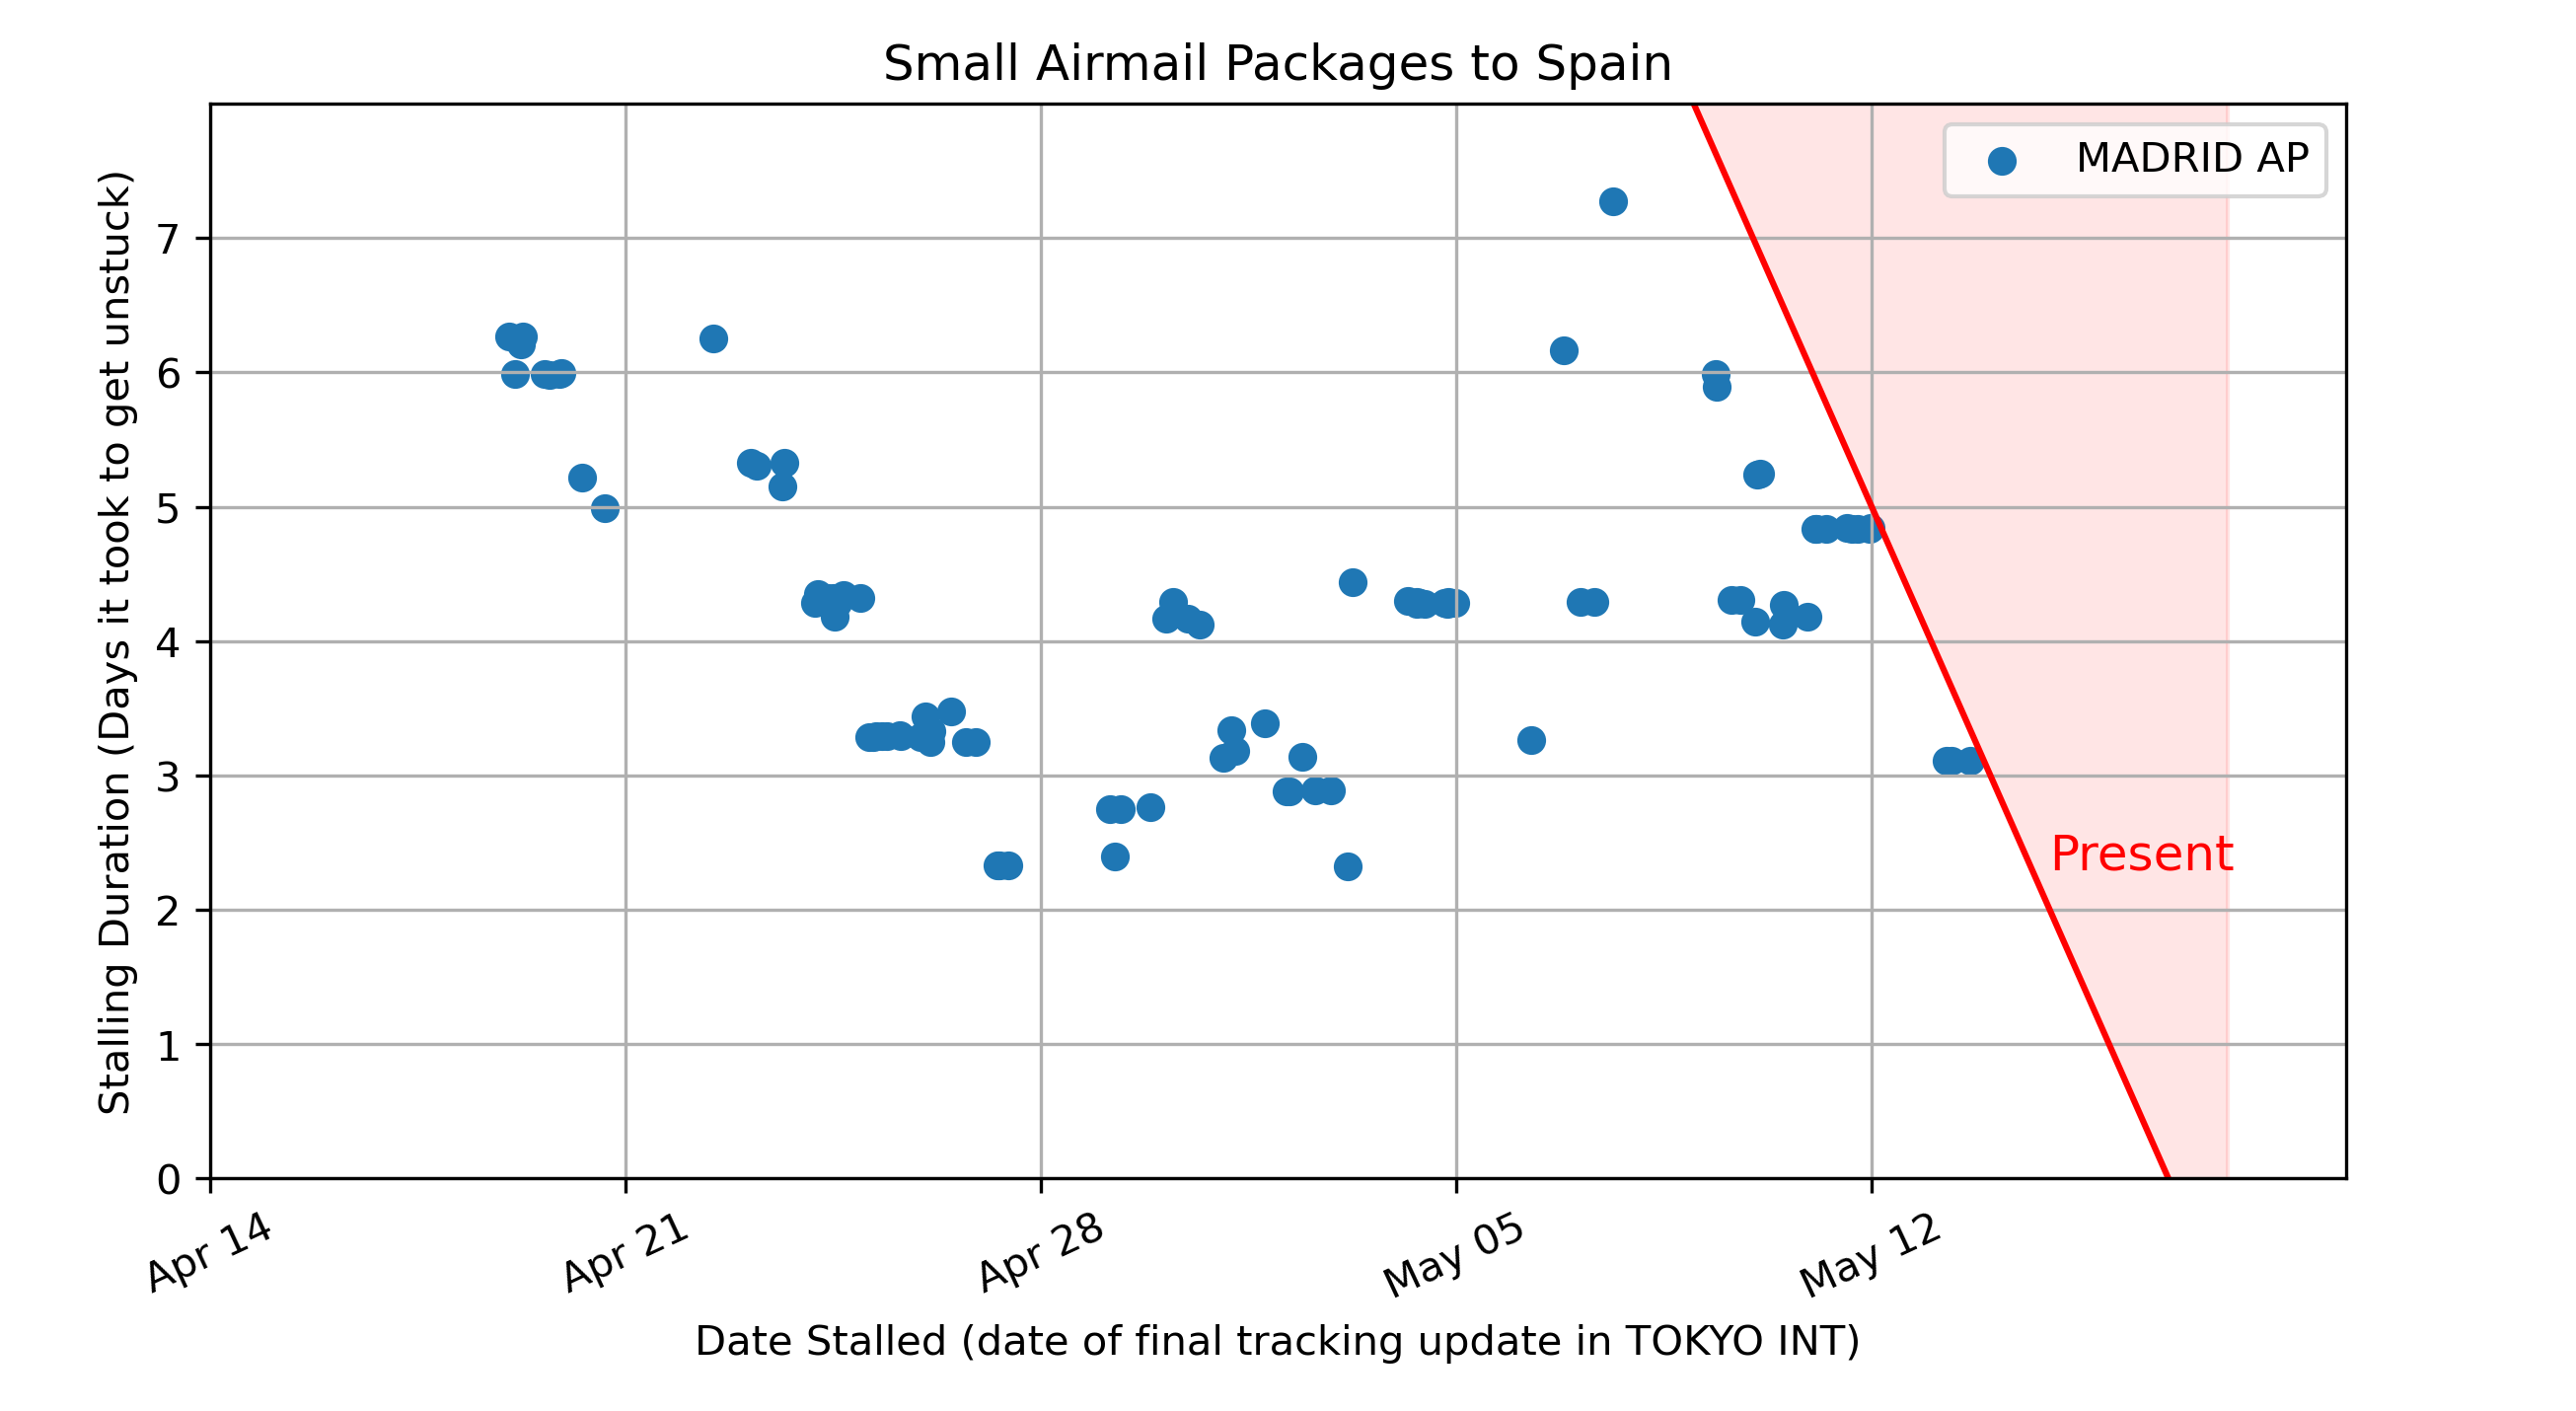 Small Airmail Packages to Spain
MADRID AP
Stalling Duration (Days it took to get unstuck)
7
6
5
4
3
2
1
0
Present
Apr 14
Apr 21
Apr 28
May 05
May 12
Date Stalled (date of final tracking update in TOKYO INT)